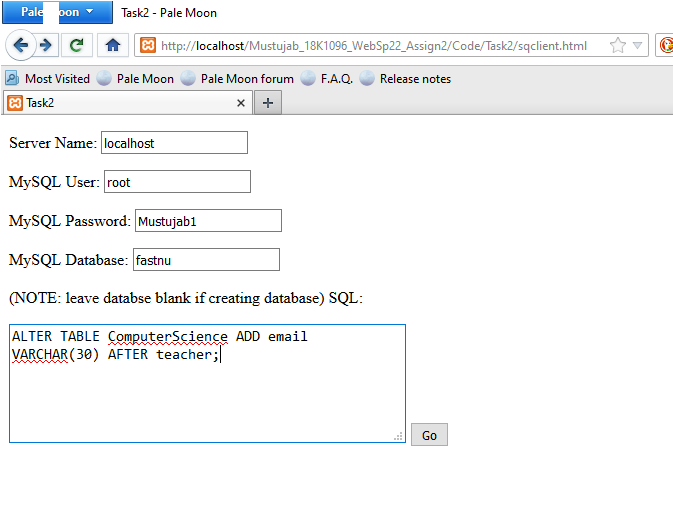 Pale Moon Task2 - Pale Moon
http://localhost/Mustujab_18K1096_WebSp22_Assign2/Code/Task2/sqclient.html
Most Visited Pale Moon Pale Moon forum F.A.Q. Release notes
Task2
Server Name: localhost
MySQL User: root
MySQL Password: Mustujab1
MySQL Database: fastnu
(NOTE: leave databse blank if creating database) SQL:
ALTER TABLE ComputerScience ADD email
VARCHAR(30) AFTER teacher;
Go